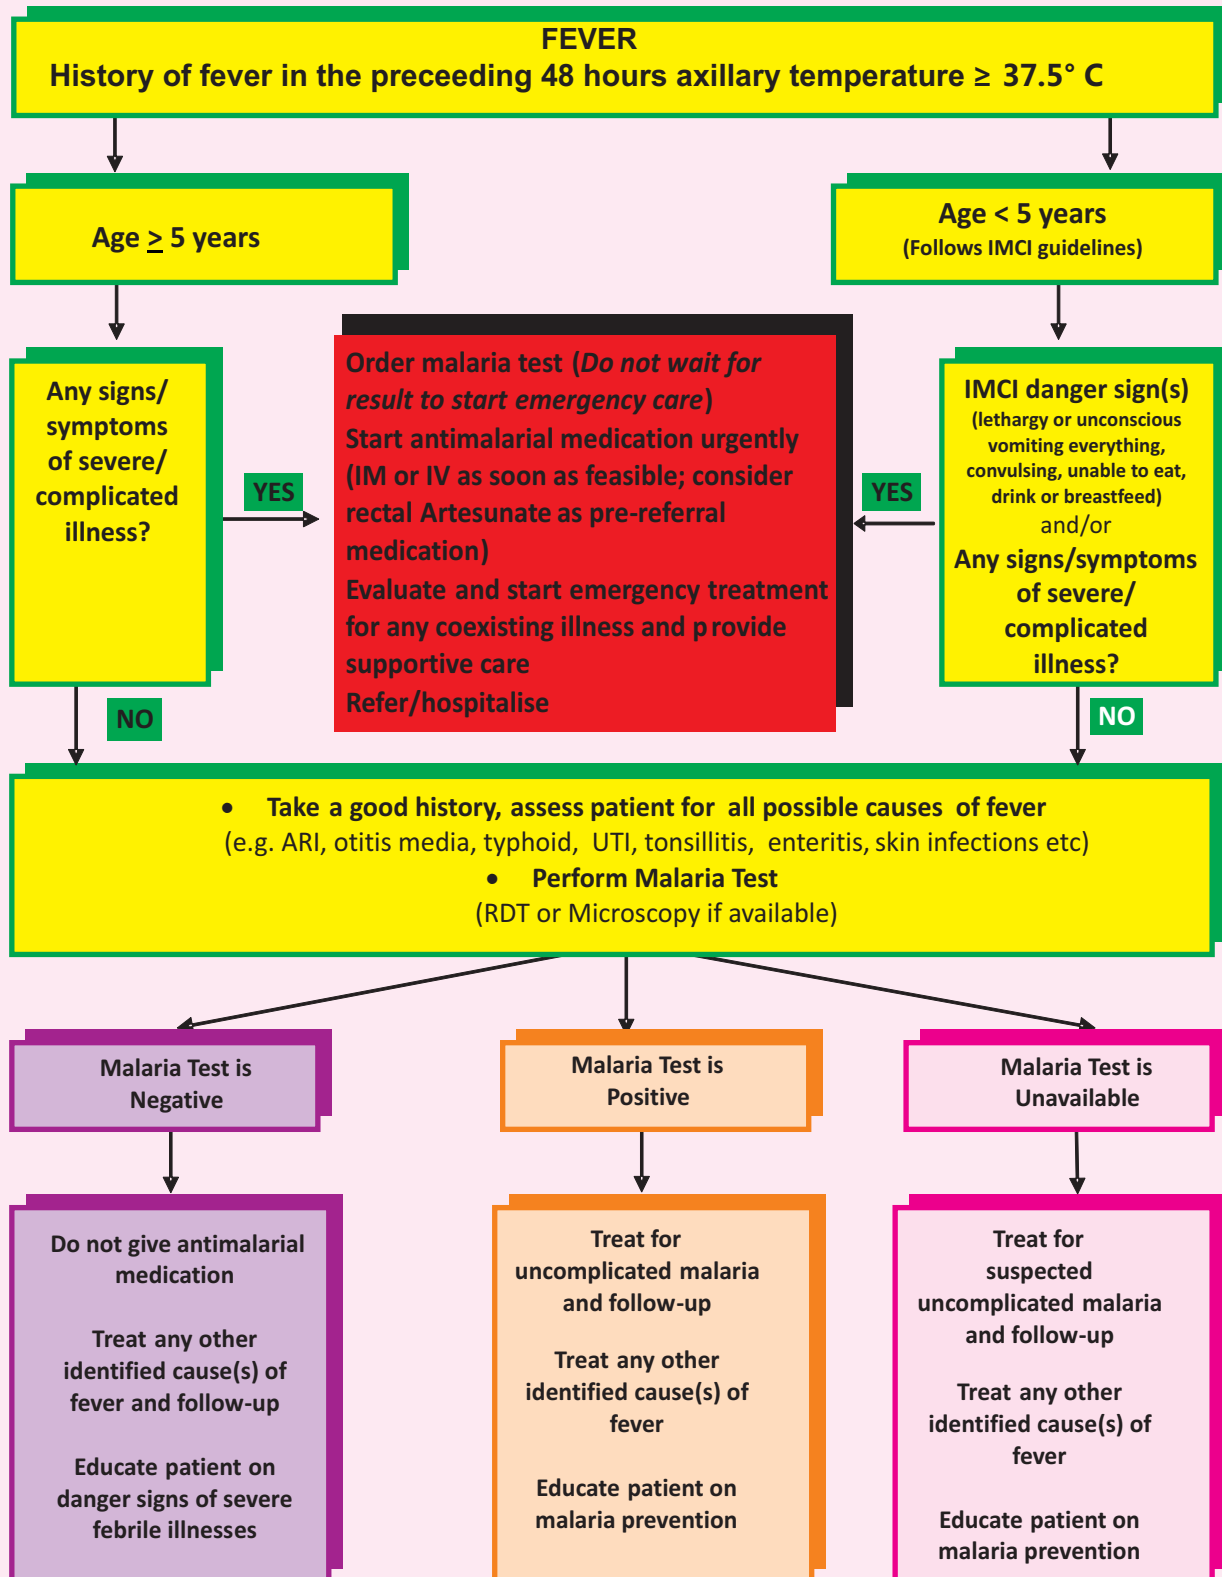 FEVER
History of fever in the preceeding 48 hours axillary temperature ≥ 37.5° C
Age ≥ 5 years
Age < 5 years
(Follows IMCI guidelines)
Any signs/
symptoms
of severe/
complicated
illness?
YES
Order malaria test (Do not wait for
result to start emergency care)
Start antimalarial medication urgently
(IM or IV as soon as feasible; consider
rectal Artesunate as pre-referral
medication)
Evaluate and start emergency treatment
for any coexisting illness and p rovide
supportive care
Refer/hospitalise
YES
IMCI danger sign(s)
(lethargy or unconscious
vomiting everything,
convulsing, unable to eat,
drink or breastfeed)
and/or
Any signs/symptoms
of severe/
complicated
illness?
NO
NO
• Take a good history, assess patient for all possible causes of fever
(e.g. ARI, otitis media, typhoid, UTI, tonsillitis, enteritis, skin infections etc)
• Perform Malaria Test
(RDT or Microscopy if available)
Malaria Test is
Negative
Malaria Test is
Positive
Malaria Test is
Unavailable
Do not give antimalarial
medication
Treat any other
identified cause(s) of
fever and follow-up
Educate patient on
danger signs of severe
febrile illnesses
Treat for
uncomplicated malaria
and follow-up
Treat any other
identified cause(s) of
fever
Educate patient on
malaria prevention
Treat for
suspected
uncomplicated malaria
and follow-up
Treat any other
identified cause(s) of
fever
Educate patient on
malaria prevention